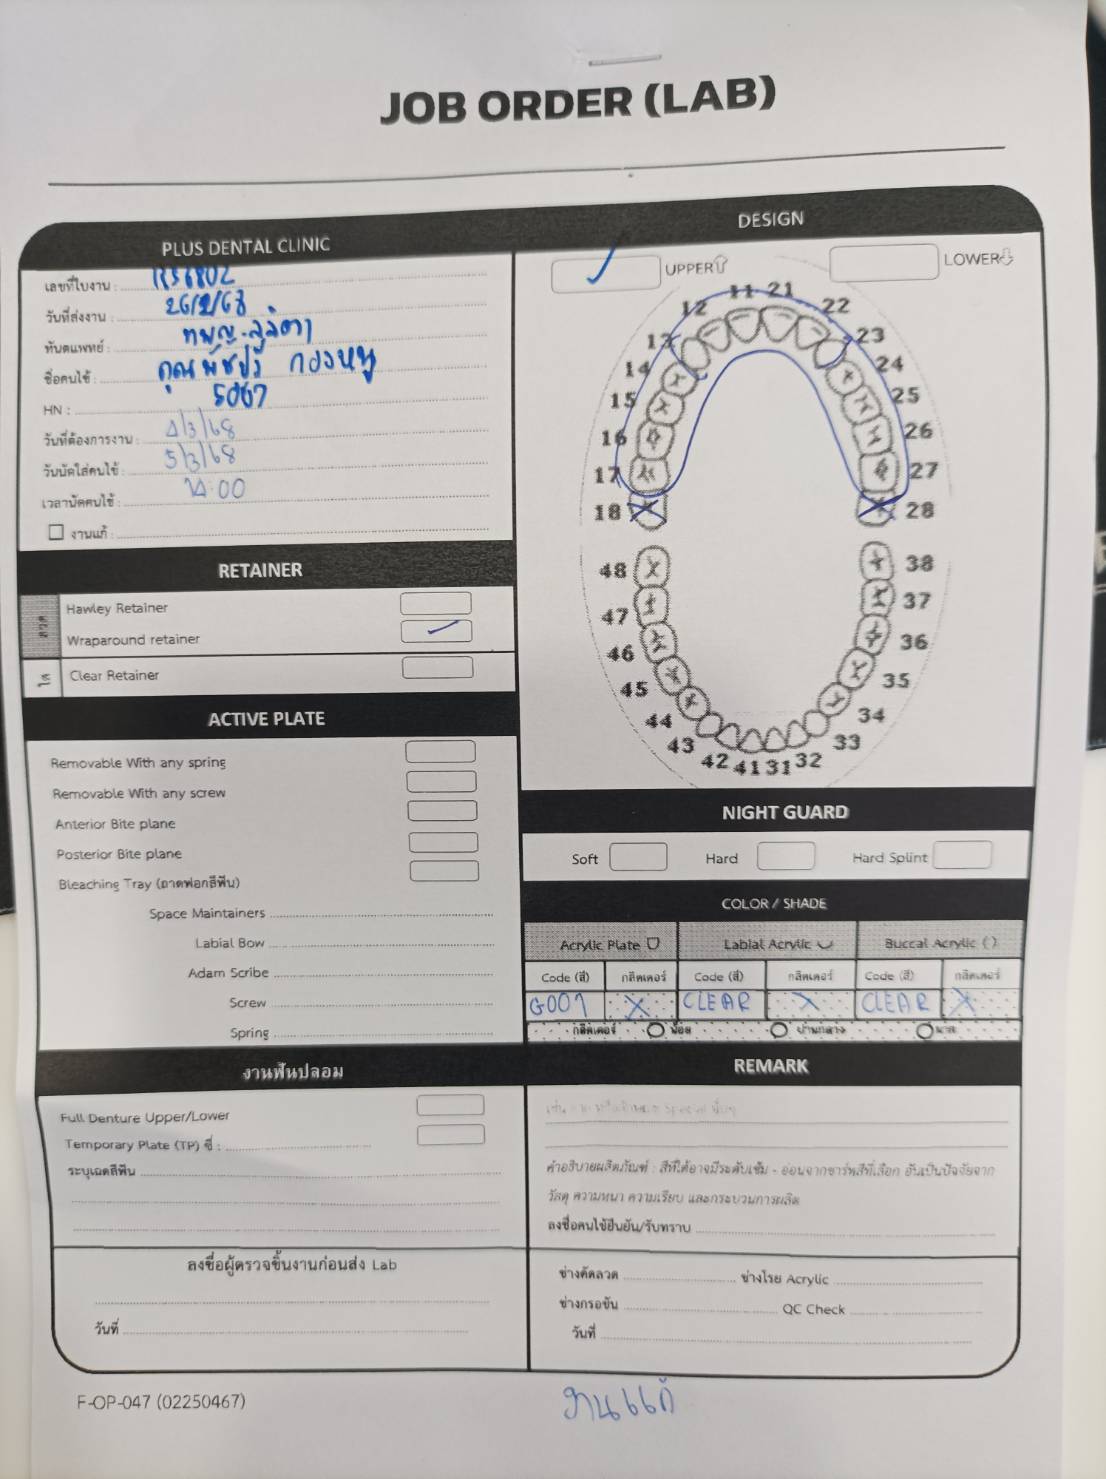 JOB ORDER (LAB)
PLUS DENTAL CLINIC
เลขที่ใบงาน :
วันที่ส่งงาน : 26/2/68
ทันตแพทย์ : ทพญ.
ชื่อคนไข้ : คุณ พัชปวี ทองหนู
HN : 5067
วันที่ต้องการงาน : 4/3/68
วันนัดใส่คนไข้ : 5/3/68
เวลานัดคนไข้ : 14:00
งานแก้ :
DESIGN
UPPER LOWER
11 21
12 22
13 23
14 24
15 25
16 26
17 27
18 28
48 38
47 37
46 36
45 35
44 34
43 33
42 41 31 32
RETAINER
ลวด
Hawley Retainer
Wraparound retainer
ใส
Clear Retainer
ACTIVE PLATE
Removable With any spring
Removable With any screw
Anterior Bite plane
Posterior Bite plane
Bleaching Tray (ถาดฟอกสีฟัน)
Space Maintainers
Labial Bow
Adam Scribe
Screw
Spring
NIGHT GUARD
Soft Hard Hard Splint
COLOR / SHADE
Acrylic Plate Labial Acrylic Buccal Acrylic ( )
Code (สี) กลิตเตอร์ Code (สี) กลิตเตอร์ Code (สี) กลิตเตอร์
G007 X CLEAR X CLEAR X
กลิตเตอร์ น้อย ปานกลาง มาก
งานฟันปลอม
Full Denture Upper/Lower
Temporary Plate (TP) ซี่ :
ระบุเฉดสีฟัน
REMARK
คำอธิบายผลิตภัณฑ์ : สีที่ได้อาจมีระดับเข้ม - อ่อนจากชาร์ทสีที่เลือก อันเป็นปัจจัยจาก
วัสดุ ความหนา ความเรียบ และกระบวนการผลิต
ลงชื่อคนไข้ยืนยัน/รับทราบ
ลงชื่อผู้ตรวจชิ้นงานก่อนส่ง Lab
วันที่
ช่างดัดลวด ช่างโรย Acrylic
ช่างกรอขัน QC Check
วันที่
F-OP-047 (02250467)
งานแก้